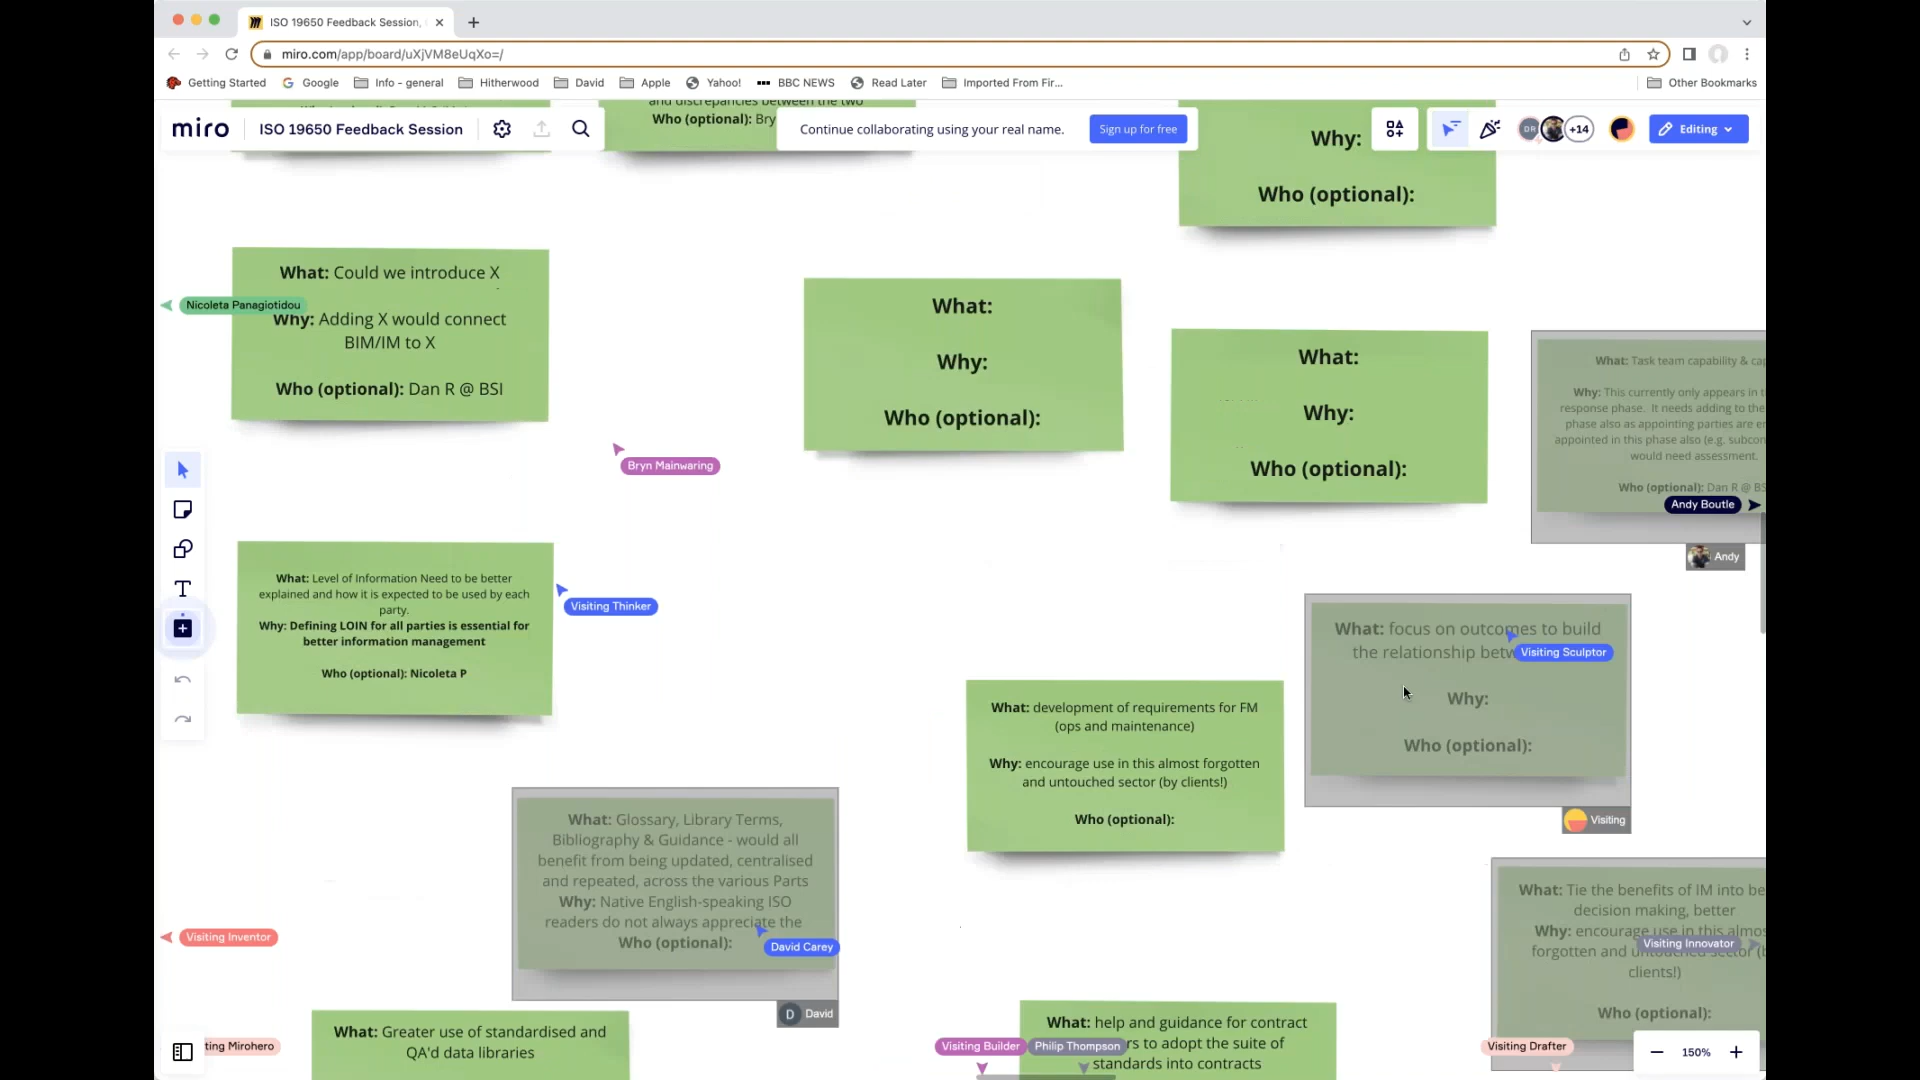 ISO 19650 Feedback Session,
miro.com/app/board/uXjVM8eUqXo=/
Getting Started
Google
Info - general
Hitherwood
David
Apple
Yahoo!
BBC NEWS
Read Later
Imported From Fir...
Other Bookmarks
and discrepancies between the two
Who (optional): Bry
miro
ISO 19650 Feedback Session
Continue collaborating using your real name.
Sign up for free
DR
+14
Editing
Why:
Who (optional):
What: Could we introduce X
Nicoleta Panagiotidou
Why: Adding X would connect
BIM/IM to X
Who (optional): Dan R @ BSI
What:
Why:
Who (optional):
What:
Why:
Who (optional):
What: Task team capability & cap
Why: This currently only appears in t
response phase. It needs adding to the
phase also as appointing parties are
appointed in this phase also (e.g.
would need assessment.
Who (optional): Dan R @ BS
Andy Boutle
Andy
Bryn Mainwaring
What: Level of Information Need to be better
explained and how it is expected to be used by each
party.
Why: Defining LOIN for all parties is essential for
better information management
Who (optional): Nicoleta P
Visiting Thinker
What: focus on outcomes to build
the relationship betw
Visiting Sculptor
Why:
Who (optional):
Visiting
What: development of requirements for FM
(ops and maintenance)
Why: encourage use in this almost forgotten
and untouched sector (by clients!)
Who (optional):
What: Glossary, Library Terms,
Bibliography & Guidance - would all
benefit from being updated, centralised
and repeated, across the various Parts
Why: Native English-speaking ISO
readers do not always appreciate the
Who (optional):
David Carey
D David
What: Tie the benefits of IM into be
decision making, better
Why: encourage use in this almos
forgotten and untouched sector (b
clients!)
Who (optional):
Visiting Innovator
Visiting Inventor
ting Mirohero
What: Greater use of standardised and
QA'd data libraries
What: help and guidance for contract
rs to adopt the suite of
standards into contracts
Visiting Builder
Philip Thompson
Visiting Drafter
150%